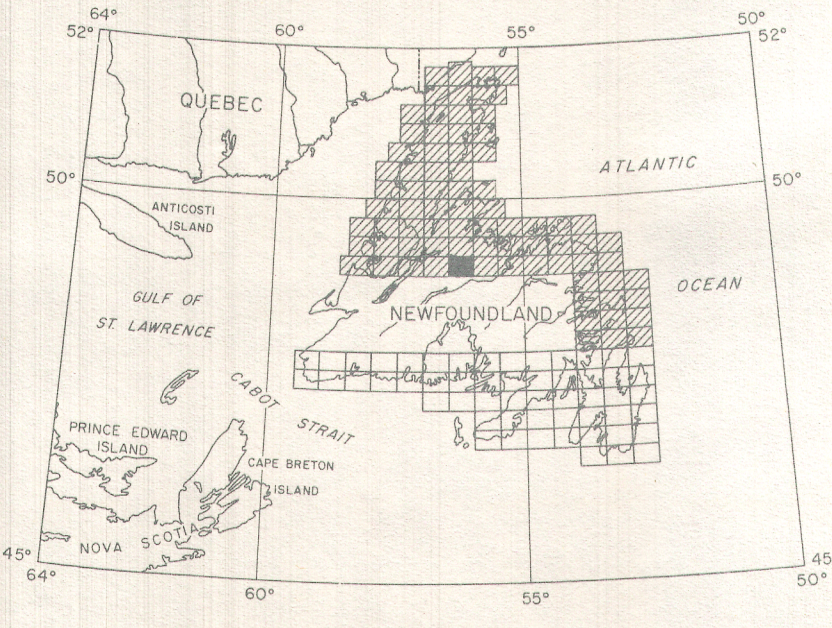 64° 60° 55° 50°
52° 52°
QUEBEC
ATLANTIC
50° 50°
ANTICOSTI
ISLAND
OCEAN
GULF OF
ST. LAWRENCE
NEWFOUNDLAND
CABOT STRAIT
PRINCE EDWARD
ISLAND
CAPE BRETON
ISLAND
NOVA SCOTIA
45° 45
64° 60° 55° 50°